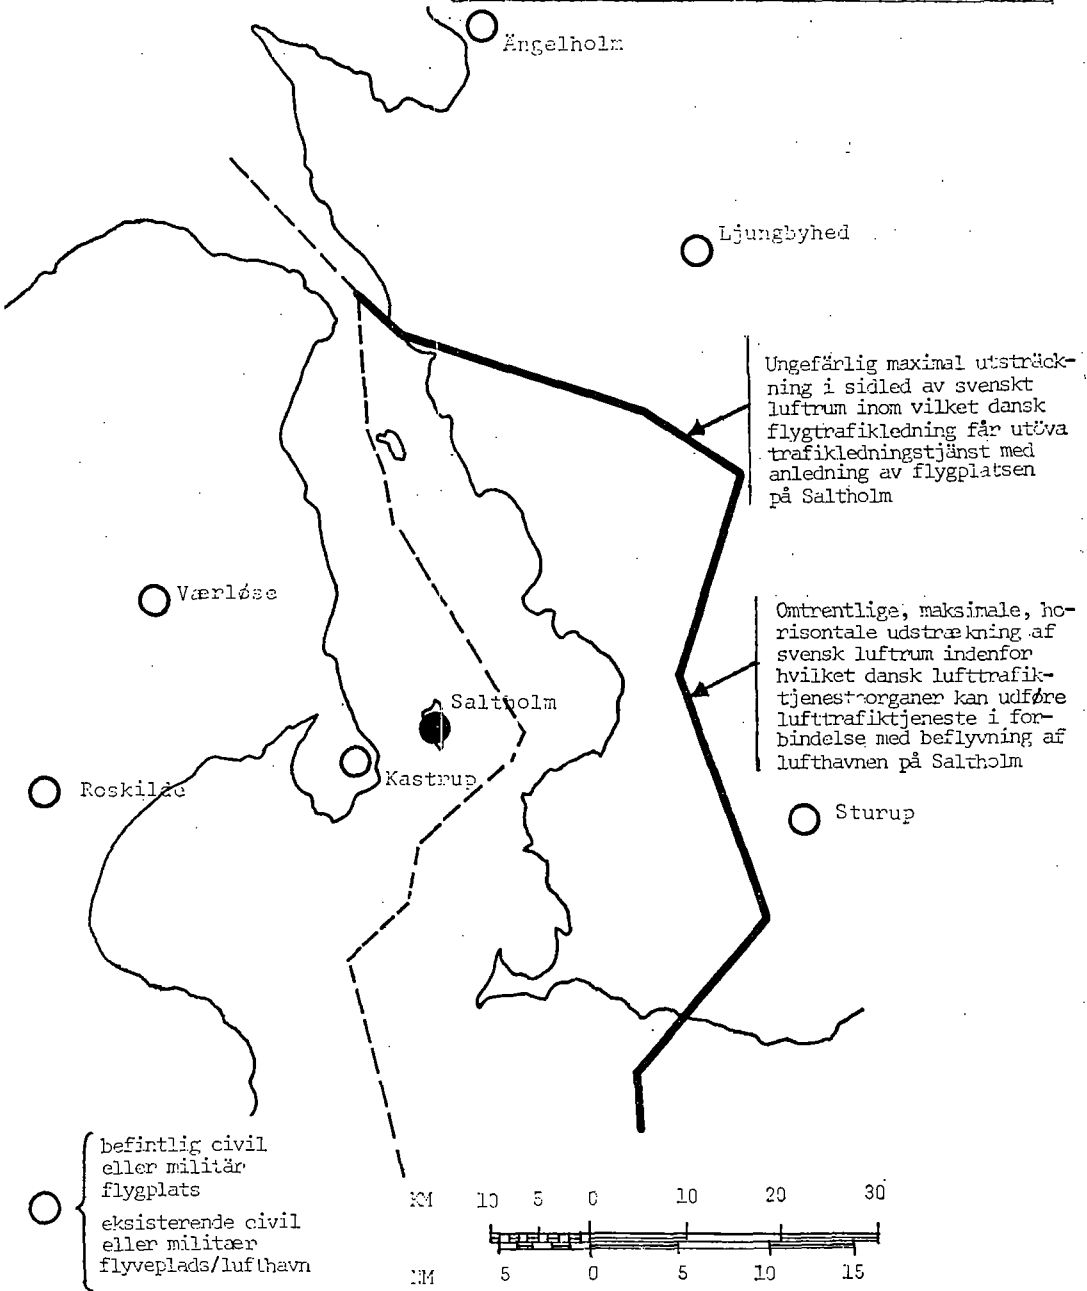 Ängelholm
Ljungbyhed
Ungefärlig maximal utsträck-
ning i sidled av svenskt
luftrum inom vilket dansk
flygtrafikledning får utöva
trafikledningstjänst med
anledning av flygplatsen
på Saltholm
Værløse
Omtrentlige, maksimale, ho-
risontale udstrækning af
svensk luftrum indenfor
hvilket dansk lufttrafik-
tjenesteorganer kan udføre
lufttrafiktjeneste i for-
bindelse med beflyvning af
lufthavnen på Saltholm
Saltholm
Kastrup
Roskilde
Sturup
befintlig civil
eller militär
flygplats
eksisterende civil
eller militær
flyveplads/lufthavn
KM 10 5 0 10 20 30
NM 5 0 5 10 15